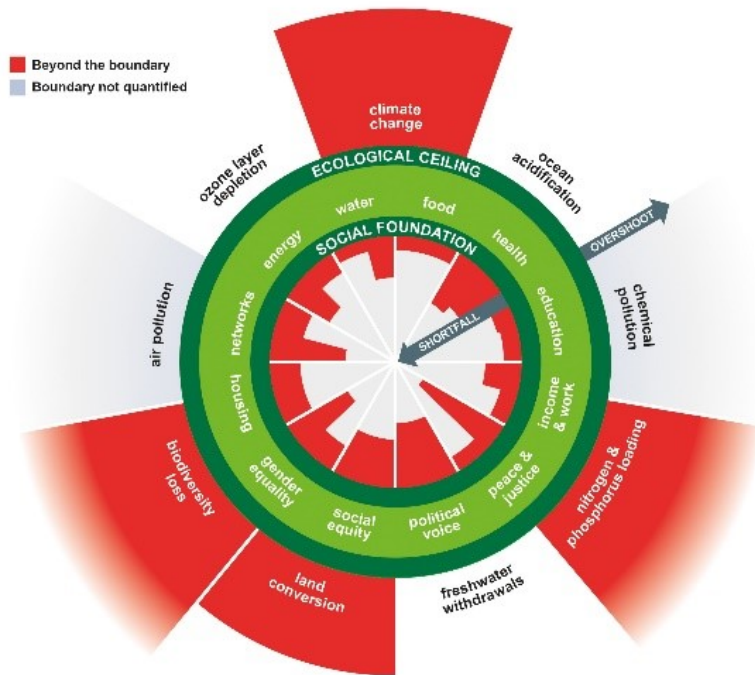 Beyond the boundary
Boundary not quantified
climate
change
ozone layer
depletion
ocean
acidification
ECOLOGICAL CEILING
water
food
energy
health
SOCIAL FOUNDATION
OVERSHOOT
SHORTFALL
networks
education
air pollution
chemical
pollution
housing
income
& work
biodiversity
loss
gender
equality
peace &
justice
nitrogen &
phosphorus loading
social
equity
political
voice
land
conversion
freshwater
withdrawals